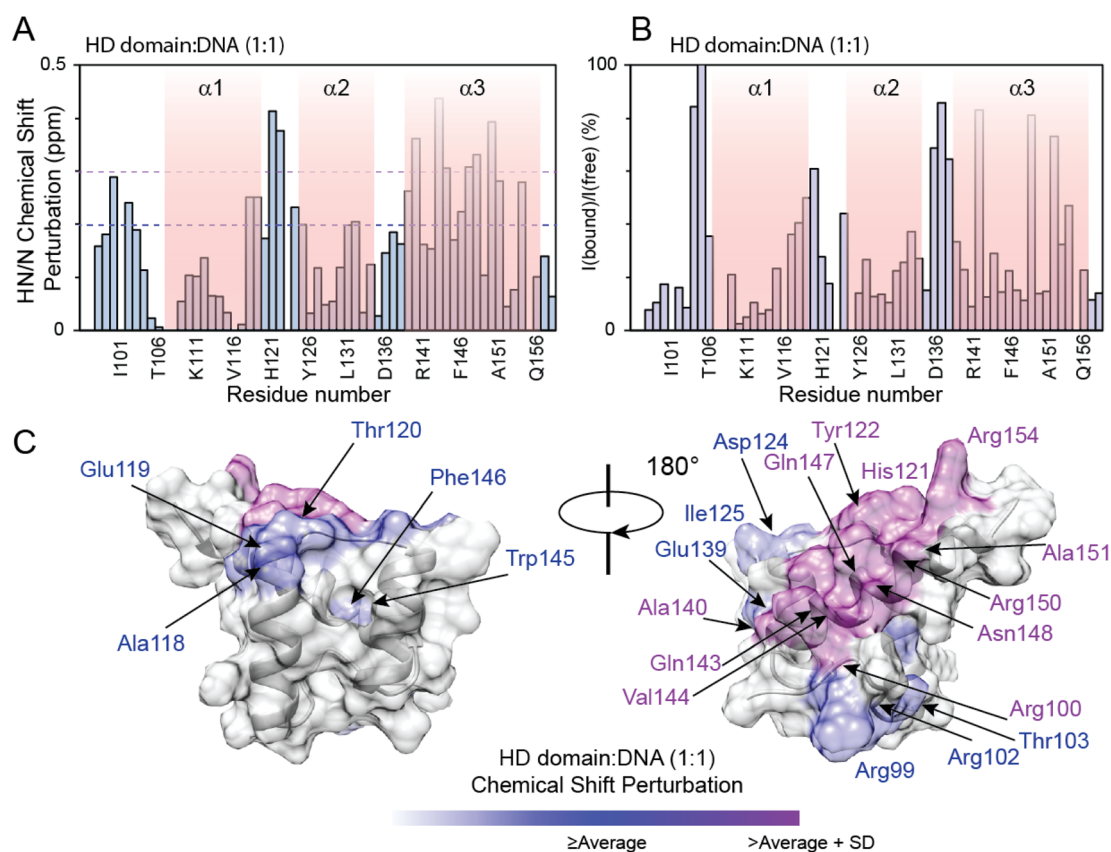 A
HD domain:DNA (1:1)
0.5
0
HN/N Chemical Shift
Perturbation (ppm)
α1
α2
α3
I101
T106
K111
V116
H121
Y126
L131
D136
R141
F146
A151
Q156
Residue number
B
HD domain:DNA (1:1)
100
0
I(bound)/I(free) (%)
α1
α2
α3
I101
T106
K111
V116
H121
Y126
L131
D136
R141
F146
A151
Q156
Residue number
C
Thr120
Glu119
Phe146
Trp145
Ala118
180°
Tyr122
Asp124
Gln147
His121
Arg154
Ile125
Glu139
Ala151
Ala140
Arg150
Asn148
Gln143
Val144
Arg100
Thr103
Arg102
Arg99
HD domain:DNA (1:1)
Chemical Shift Perturbation
≥Average
>Average + SD